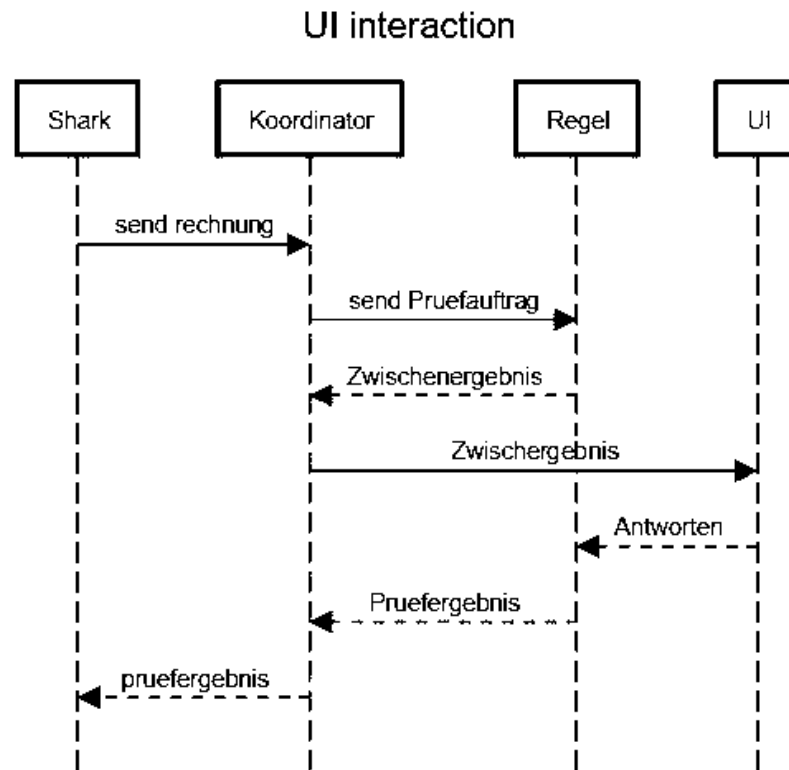 UI interaction
Shark
Koordinator
Regel
UI
send rechnung
send Pruefauftrag
Zwischenergebnis
Zwischergebnis
Antworten
Pruefergebnis
pruefergebnis